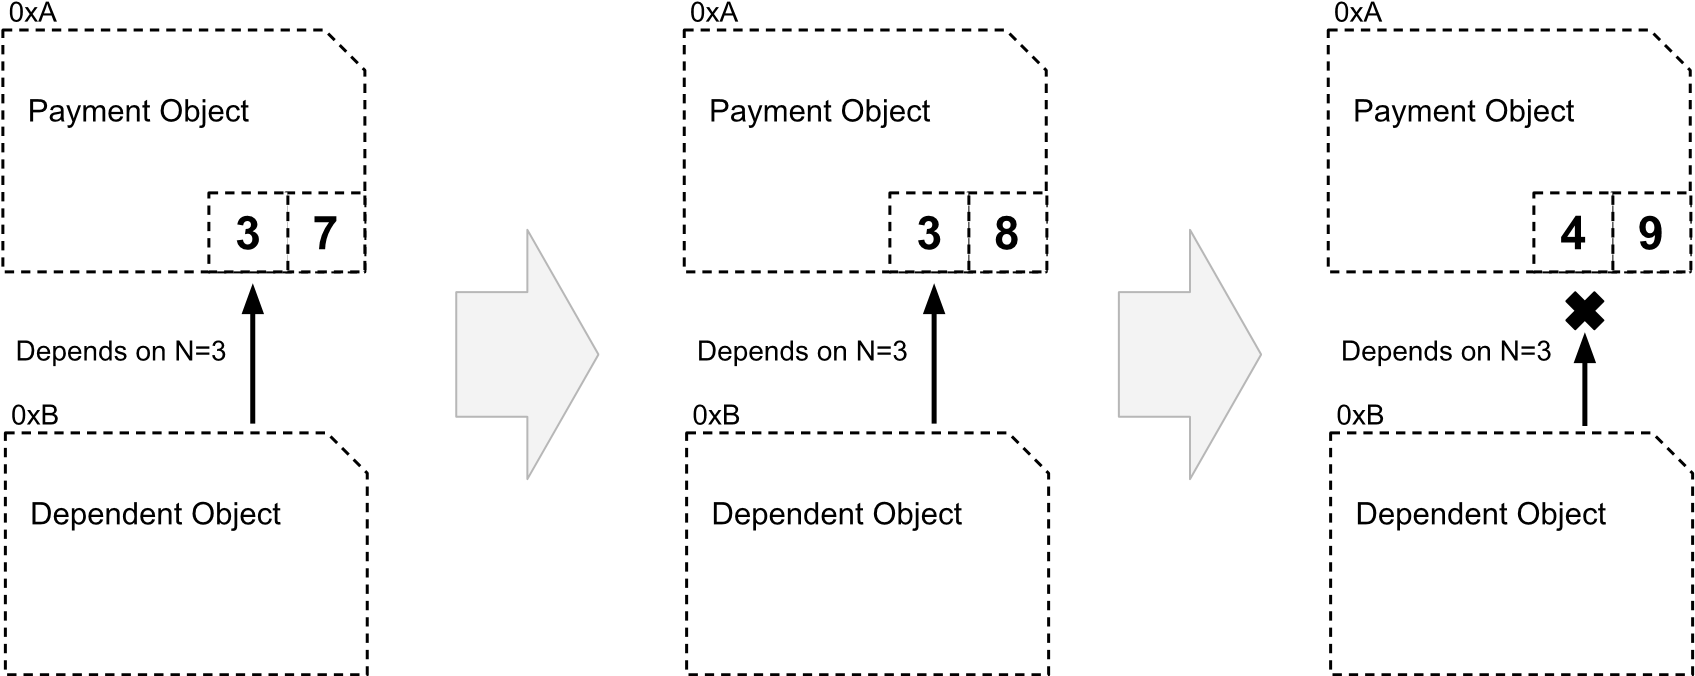 0xA
Payment Object
3 7
Depends on N=3
0xB
Dependent Object
0xA
Payment Object
3 8
Depends on N=3
0xB
Dependent Object
0xA
Payment Object
4 9
Depends on N=3
0xB
Dependent Object